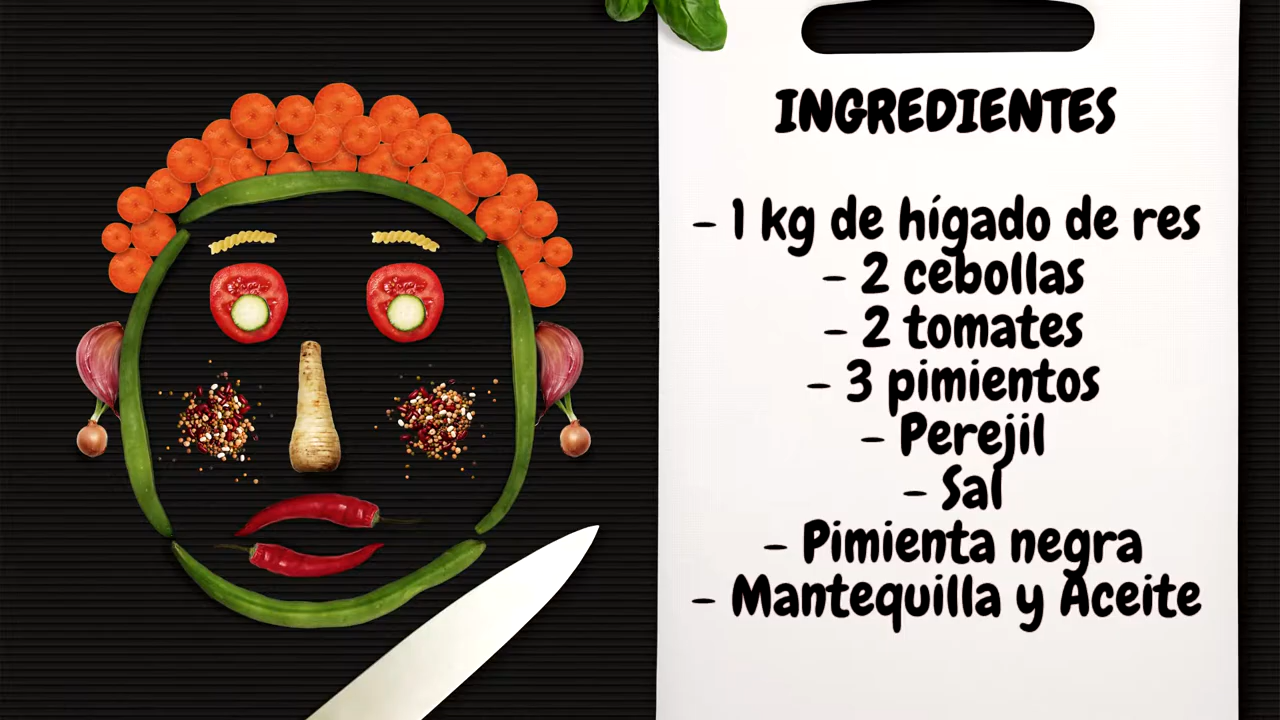 INGREDIENTES
- 1 kg de hígado de res
- 2 cebollas
- 2 tomates
- 3 pimientos
- Perejil
- Sal
- Pimienta negra
- Mantequilla y Aceite